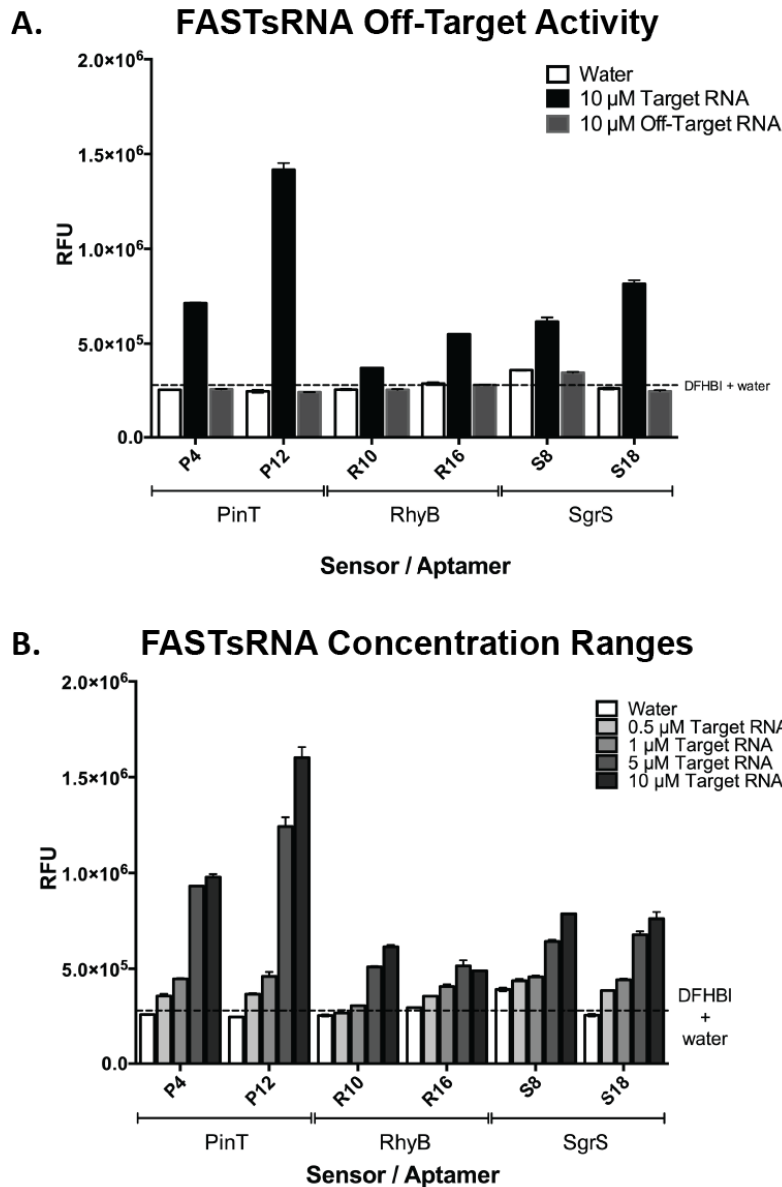 A. FASTsRNA Off-Target Activity
2.0×10⁶
1.5×10⁶
1.0×10⁶
5.0×10⁵
0.0
RFU
Water
10 µM Target RNA
10 µM Off-Target RNA
DFHBI + water
P4 P12 R10 R16 S8 S18
PinT RhyB SgrS
Sensor / Aptamer
B. FASTsRNA Concentration Ranges
2.0×10⁶
1.5×10⁶
1.0×10⁶
5.0×10⁵
0.0
RFU
Water
0.5 µM Target RNA
1 µM Target RNA
5 µM Target RNA
10 µM Target RNA
DFHBI
+
water
P4 P12 R10 R16 S8 S18
PinT RhyB SgrS
Sensor / Aptamer